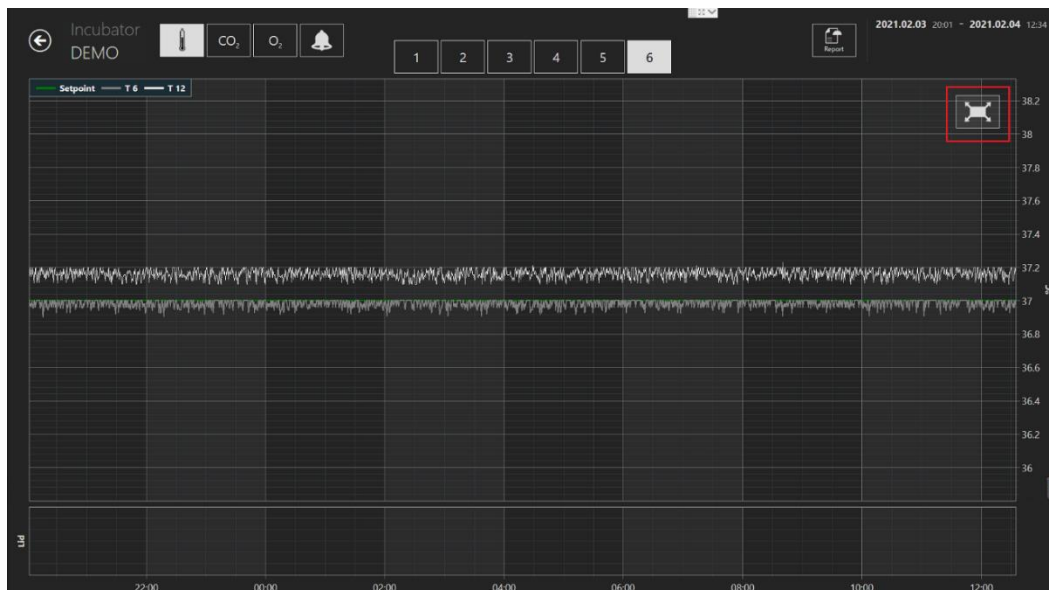 Incubator
DEMO
CO₂
O₂
1 2 3 4 5 6
Report
2021.02.03 20:01 - 2021.02.04 12:34
Setpoint T 6 T 12
38.2
38
37.8
37.6
37.4
37.2
37
36.8
36.6
36.4
36.2
36
Lid
22:00 00:00 02:00 04:00 06:00 08:00 10:00 12:00